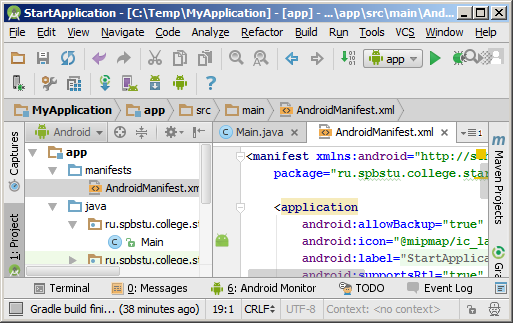 StartApplication - [C:\Temp\MyApplication] - [app] - ...\app\src\main\And...
File Edit View Navigate Code Analyze Refactor Build Run Tools VCS Window Help
app
MyApplication app src main AndroidManifest.xml
Android
Main.java AndroidManifest.xml
1
Captures
1: Project
app
manifests
AndroidManifest.xm
java
ru.spbstu.college.st
Main
ru.spbstu.college.st
<manifest xmlns:android="http://
package="ru.spbstu.college.star
<application
android:allowBackup="true"
android:icon="@mipmap/ic_la
android:label="StartApplica
android:supportsRtl="true"
Maven Projects
Gr
Terminal 0: Messages 6: Android Monitor TODO Event Log
Gradle build fini... (38 minutes ago) 19:1 CRLF UTF-8 Context: <no context>